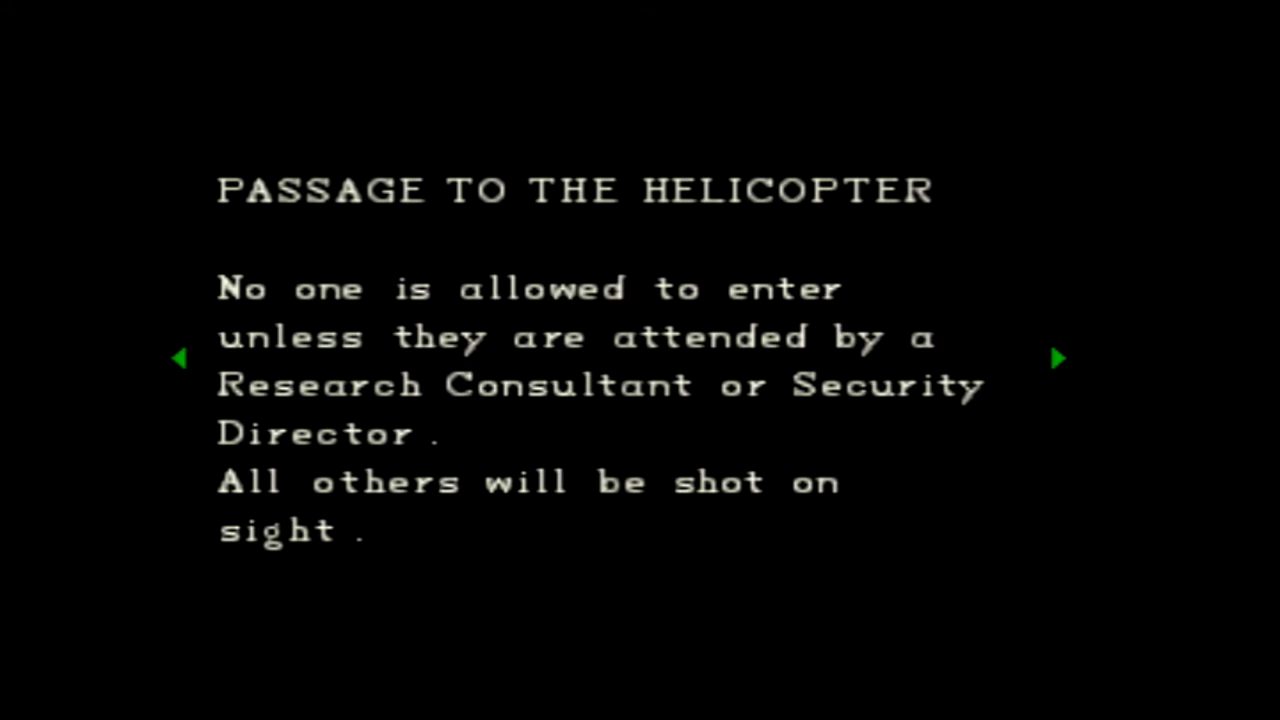 PASSAGE TO THE HELICOPTER
No one is allowed to enter
unless they are attended by a
Research Consultant or Security
Director .
All others will be shot on
sight .